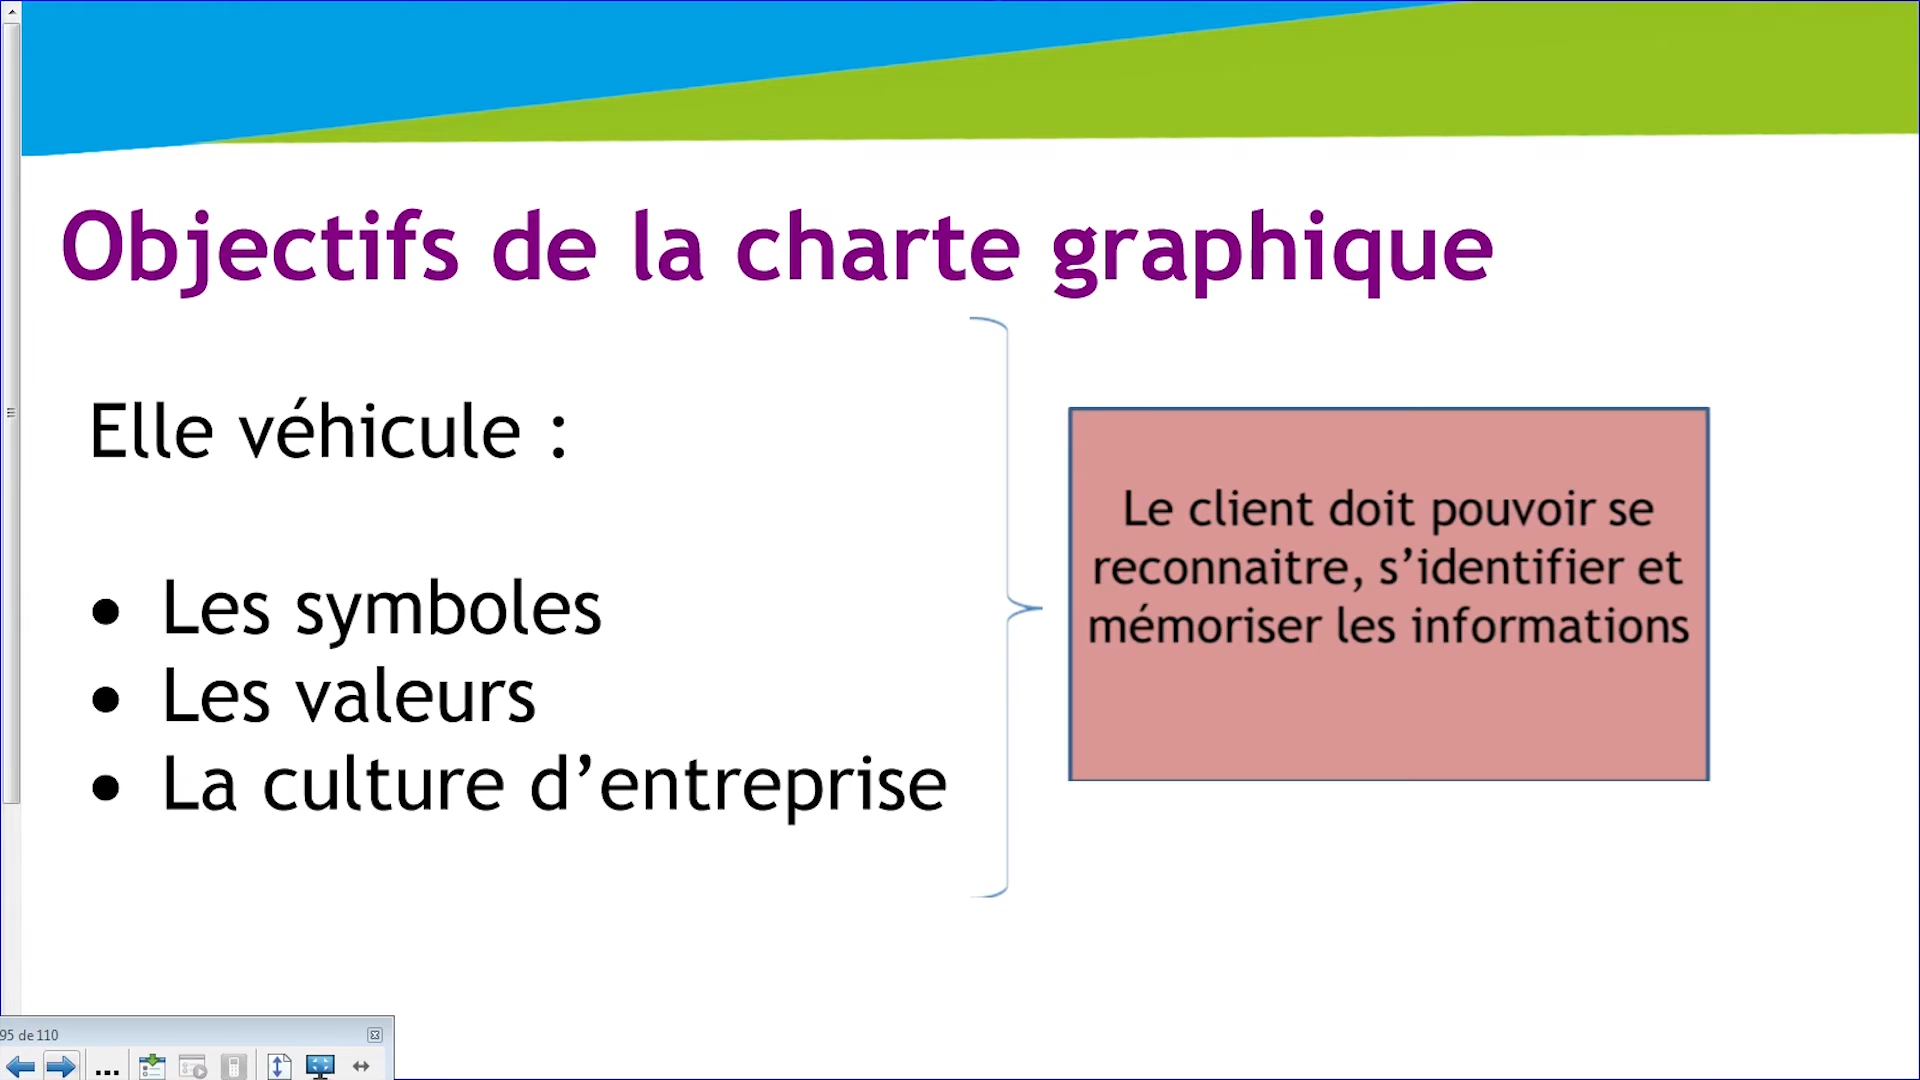 Objectifs de la charte graphique
Elle véhicule :
• Les symboles
• Les valeurs
• La culture d’entreprise
Le client doit pouvoir se
reconnaitre, s’identifier et
mémoriser les informations
95 de 110
...